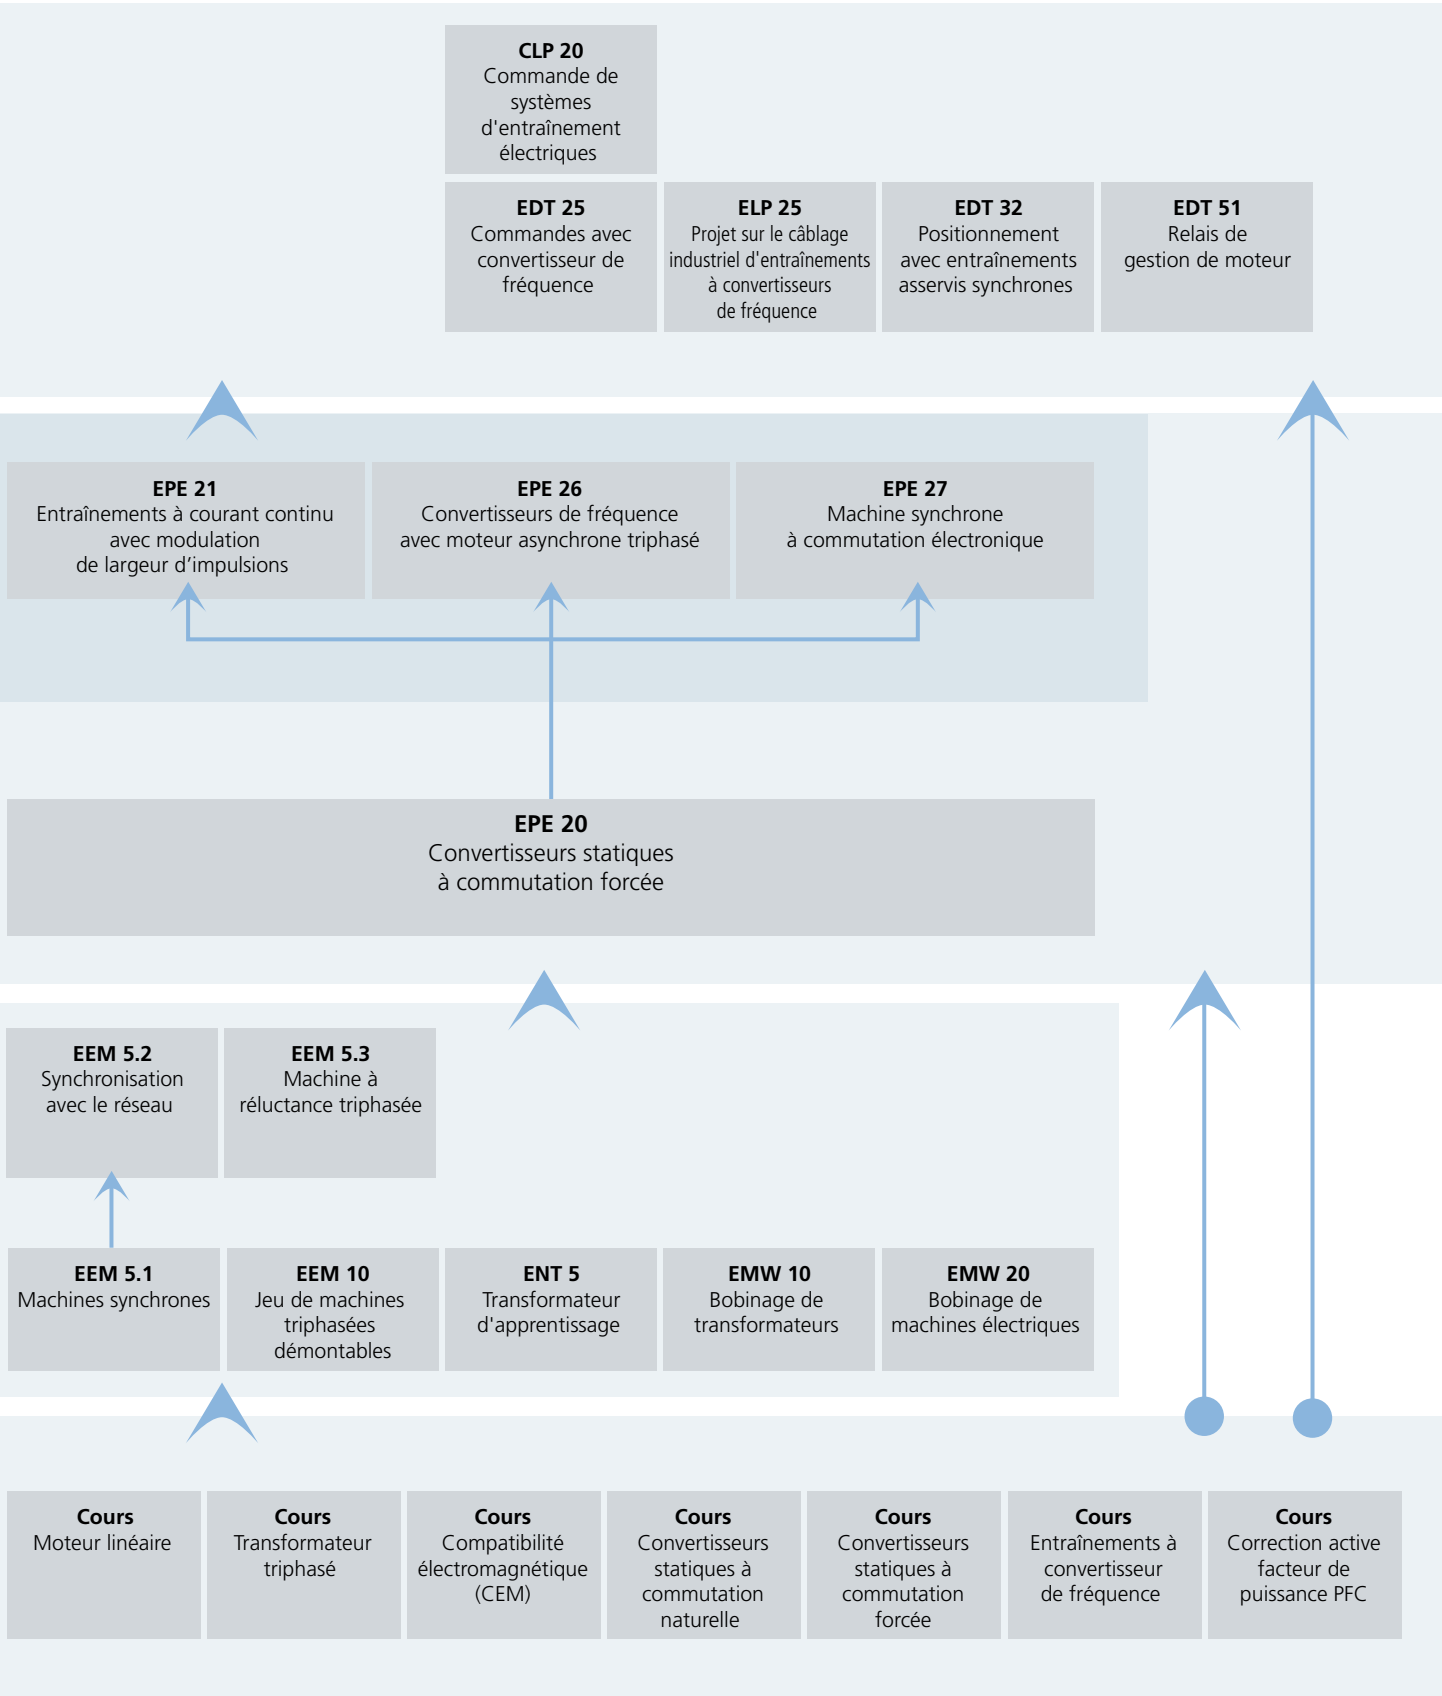 CLP 20
Commande de
systèmes
d'entraînement
électriques
EDT 25
Commandes avec
convertisseur de
fréquence
ELP 25
Projet sur le câblage
industriel d'entraînements
à convertisseurs
de fréquence
EDT 32
Positionnement
avec entraînements
asservis synchrones
EDT 51
Relais de
gestion de moteur
EPE 21
Entraînements à courant continu
avec modulation
de largeur d’impulsions
EPE 26
Convertisseurs de fréquence
avec moteur asynchrone triphasé
EPE 27
Machine synchrone
à commutation électronique
EPE 20
Convertisseurs statiques
à commutation forcée
EEM 5.2
Synchronisation
avec le réseau
EEM 5.3
Machine à
réluctance triphasée
EEM 5.1
Machines synchrones
EEM 10
Jeu de machines
triphasées
démontables
ENT 5
Transformateur
d'apprentissage
EMW 10
Bobinage de
transformateurs
EMW 20
Bobinage de
machines électriques
Cours
Moteur linéaire
Cours
Transformateur
triphasé
Cours
Compatibilité
électromagnétique
(CEM)
Cours
Convertisseurs
statiques à
commutation
naturelle
Cours
Convertisseurs
statiques à
commutation
forcée
Cours
Entraînements à
convertisseur
de fréquence
Cours
Correction active
facteur de
puissance PFC